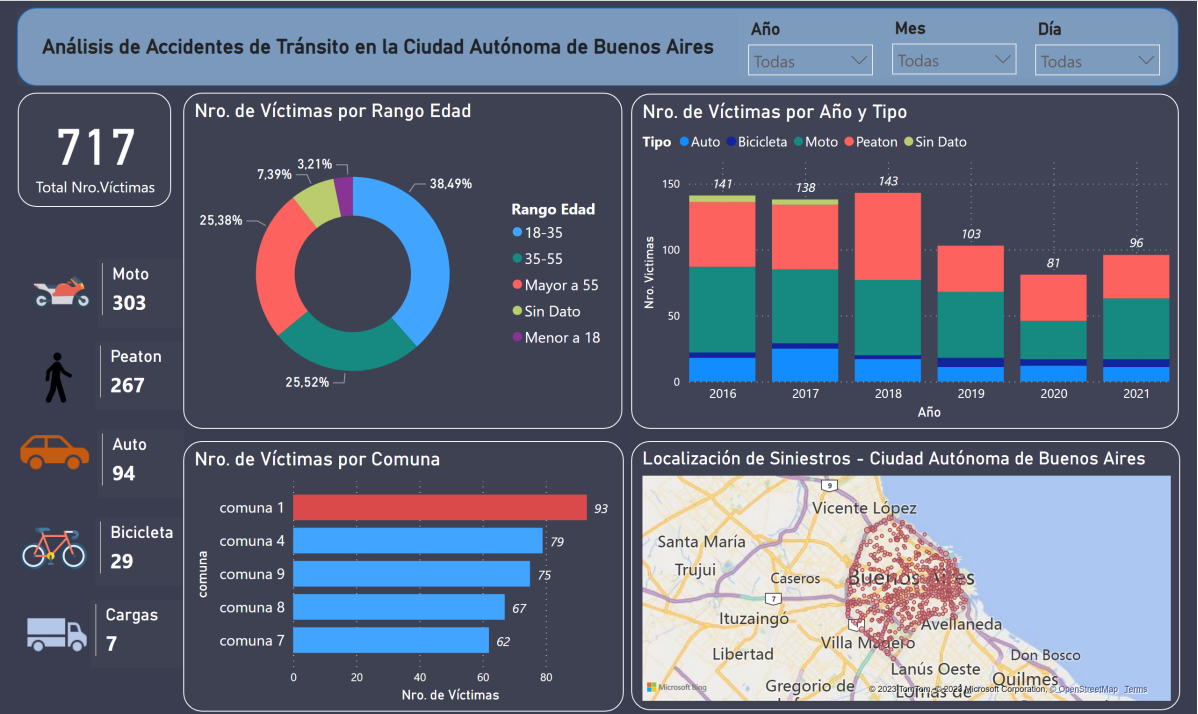 Análisis de Accidentes de Tránsito en la Ciudad Autónoma de Buenos Aires
Año
Mes
Día
Todas
Todas
Todas
717
Total Nro.Víctimas
Moto
303
Peaton
267
Auto
94
Bicicleta
29
Cargas
7
Nro. de Víctimas por Rango Edad
3,21%
7,39%
38,49%
25,38%
25,52%
Rango Edad
18-35
35-55
Mayor a 55
Sin Dato
Menor a 18
Nro. de Víctimas por Año y Tipo
Tipo Auto Bicicleta Moto Peaton Sin Dato
Nro. Victimas
150
100
50
0
141
138
143
103
81
96
2016 2017 2018 2019 2020 2021
Año
Nro. de Víctimas por Comuna
comuna
comuna 1 93
comuna 4 79
comuna 9 75
comuna 8 67
comuna 7 62
0 20 40 60 80
Nro. de Víctimas
Localización de Siniestros - Ciudad Autónoma de Buenos Aires
9
Vicente López
Santa María
Trujui
Caseros
Buenos Aires
7
Ituzaingó
Avellaneda
Villa Madero
Libertad
Don Bosco
Lanús Oeste
Quilmes
Gregorio de
Lomas de
Microsoft Bing
© 2023 TomTom, © 2023 Microsoft Corporation, © OpenStreetMap Terms